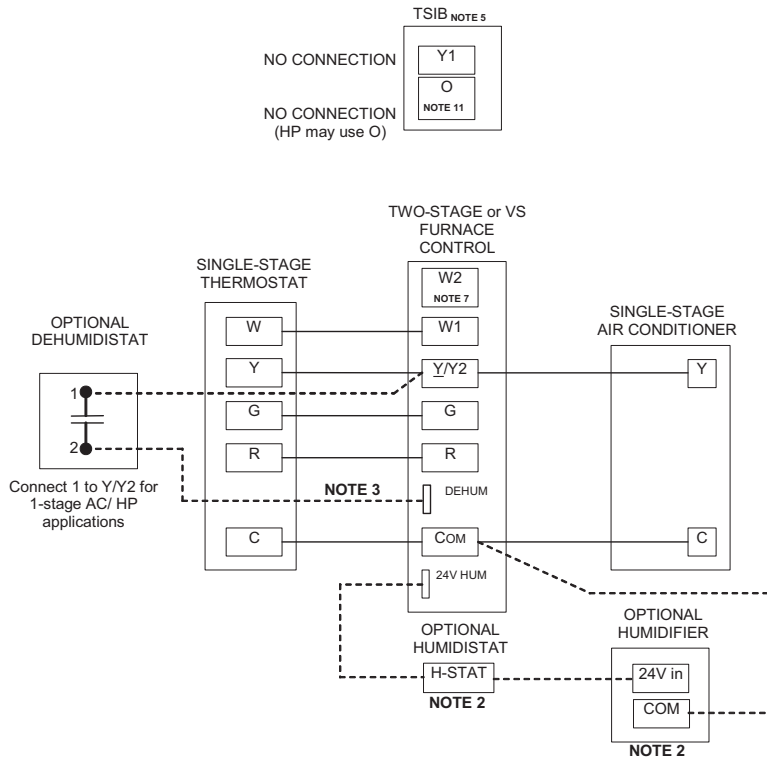 TSIB NOTE 5
NO CONNECTION
Y1
O
NOTE 11
NO CONNECTION
(HP may use O)
TWO-STAGE or VS
FURNACE
CONTROL
SINGLE-STAGE
THERMOSTAT
W2
NOTE 7
SINGLE-STAGE
AIR CONDITIONER
OPTIONAL
DEHUMIDISTAT
W
W1
Y
Y/Y2
Y
1
G
G
2
R
R
Connect 1 to Y/Y2 for
1-stage AC/ HP
applications
NOTE 3
DEHUM
C
COM
C
24V HUM
OPTIONAL
HUMIDISTAT
OPTIONAL
HUMIDIFIER
H-STAT
24V in
NOTE 2
COM
NOTE 2